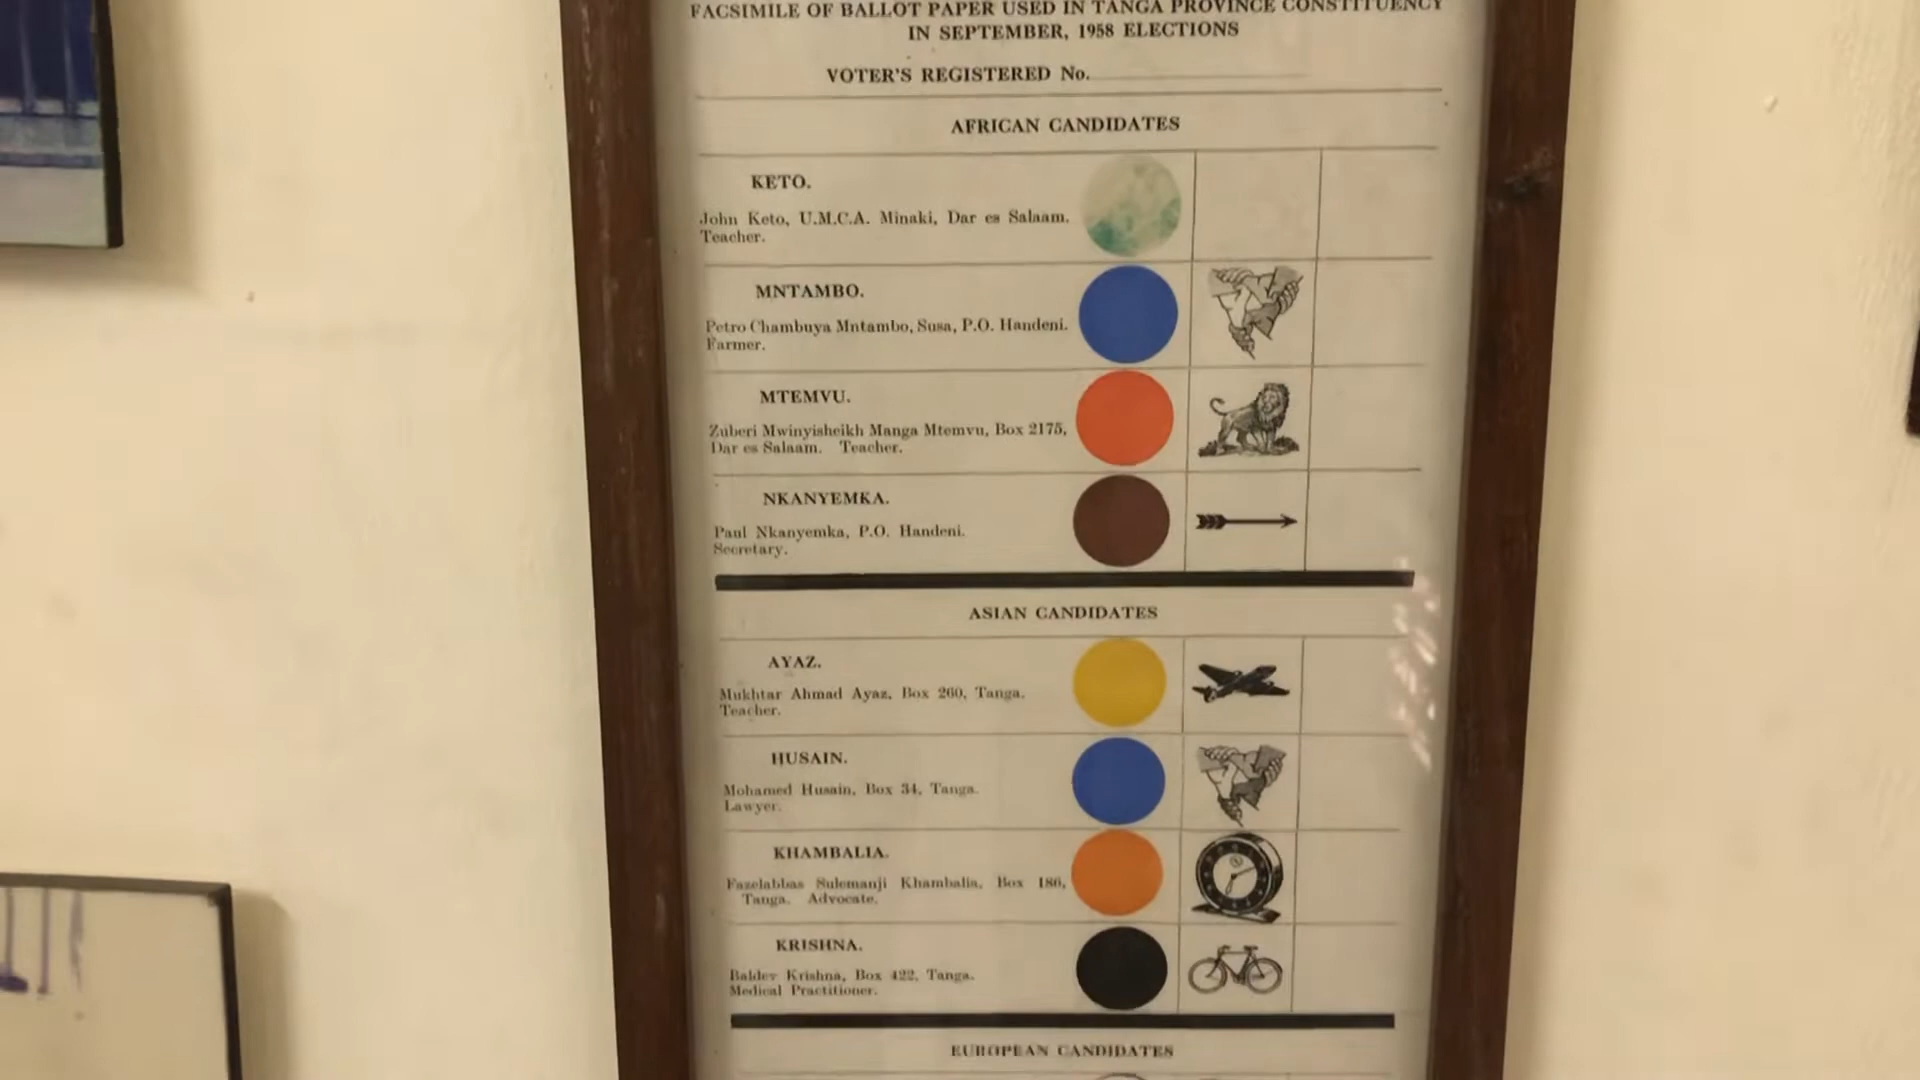 FACSIMILE OF BALLOT PAPER USED IN TANGA PROVINCE CONSTITUENCY
IN SEPTEMBER, 1958 ELECTIONS
VOTER'S REGISTERED No.
AFRICAN CANDIDATES
KETO.
John Keto, U.M.C.A. Minaki, Dar es Salaam.
Teacher.
MNTAMBO.
Petro Chambuya Mntambo, Susa, P.O. Handeni.
Farmer.
MTEMVU.
Zuberi Mwinyisheikh Manga Mtemvu, Box 2175,
Dar es Salaam. Teacher.
NKANYEMKA.
Paul Nkanyemka, P.O. Handeni.
Secretary.
ASIAN CANDIDATES
AYAZ.
Mukhtar Ahmad Ayaz, Box 260, Tanga.
Teacher.
HUSAIN.
Mohamed Husain, Box 34, Tanga.
Lawyer.
KHAMBALIA.
Fazelabbas Sulemanji Khambalia, Box 186,
Tanga. Advocate.
KRISHNA.
Baldev Krishna, Box 422, Tanga.
Medical Practitioner.
EUROPEAN CANDIDATES